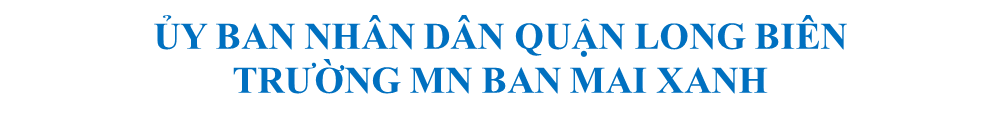 ỦY BAN NHÂN DÂN QUẬN LONG BIÊN
TRƯỜNG MN BAN MAI XANH